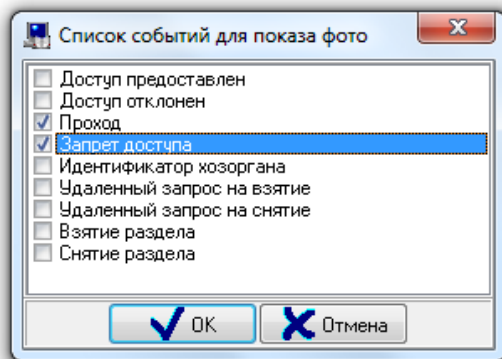 Список событий для показа фото
Доступ предоставлен
Доступ отклонен
Проход
Запрет доступа
Идентификатор хозоргана
Удаленный запрос на взятие
Удаленный запрос на снятие
Взятие раздела
Снятие раздела
OK
Отмена